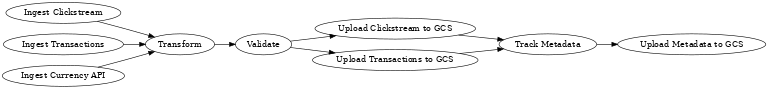 Ingest Clickstream
Ingest Transactions
Ingest Currency API
Transform
Validate
Upload Clickstream to GCS
Upload Transactions to GCS
Track Metadata
Upload Metadata to GCS